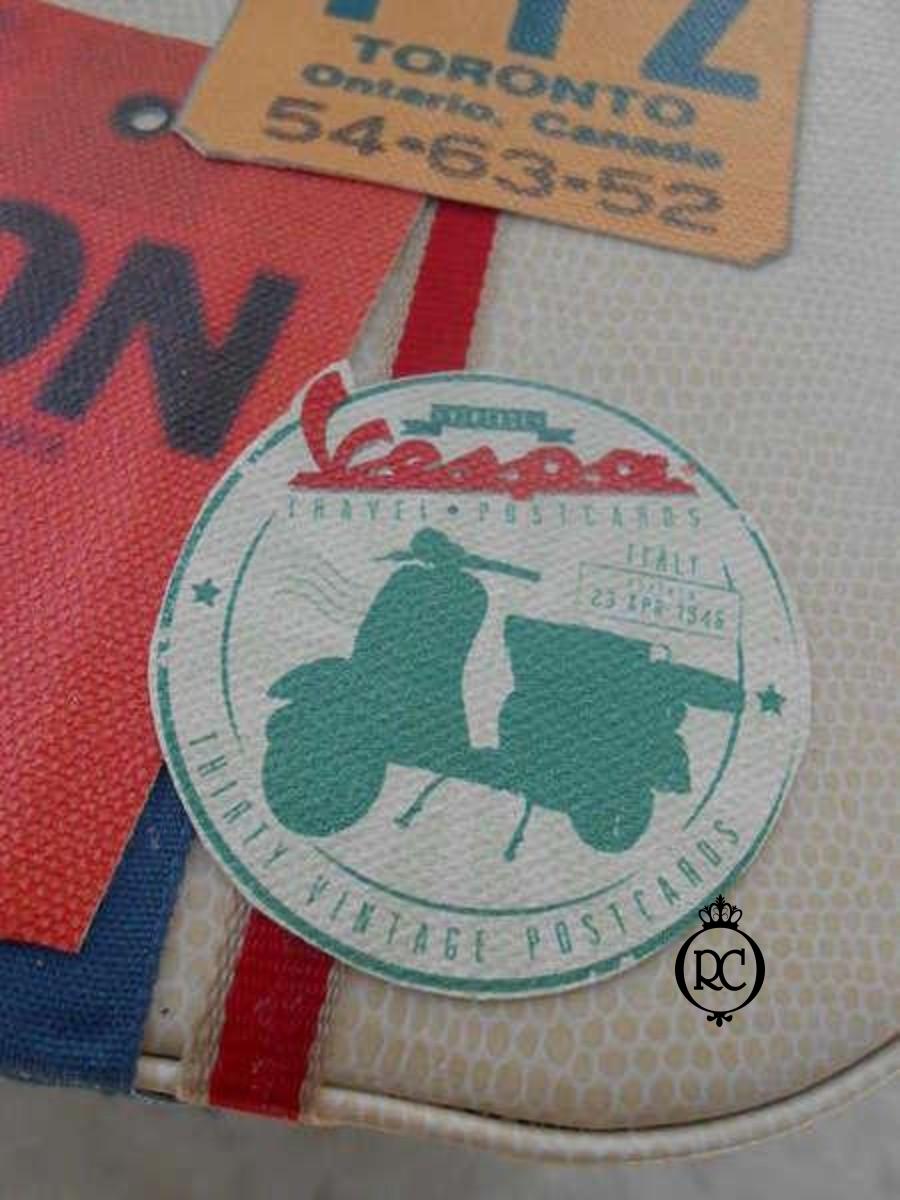 TORONTO
Ontario, Canada
54•63•52
ON
Vespa
TRAVEL • POSTCARDS
ITALY
23 APR 1946
THIRTY VINTAGE POSTCARDS
RC